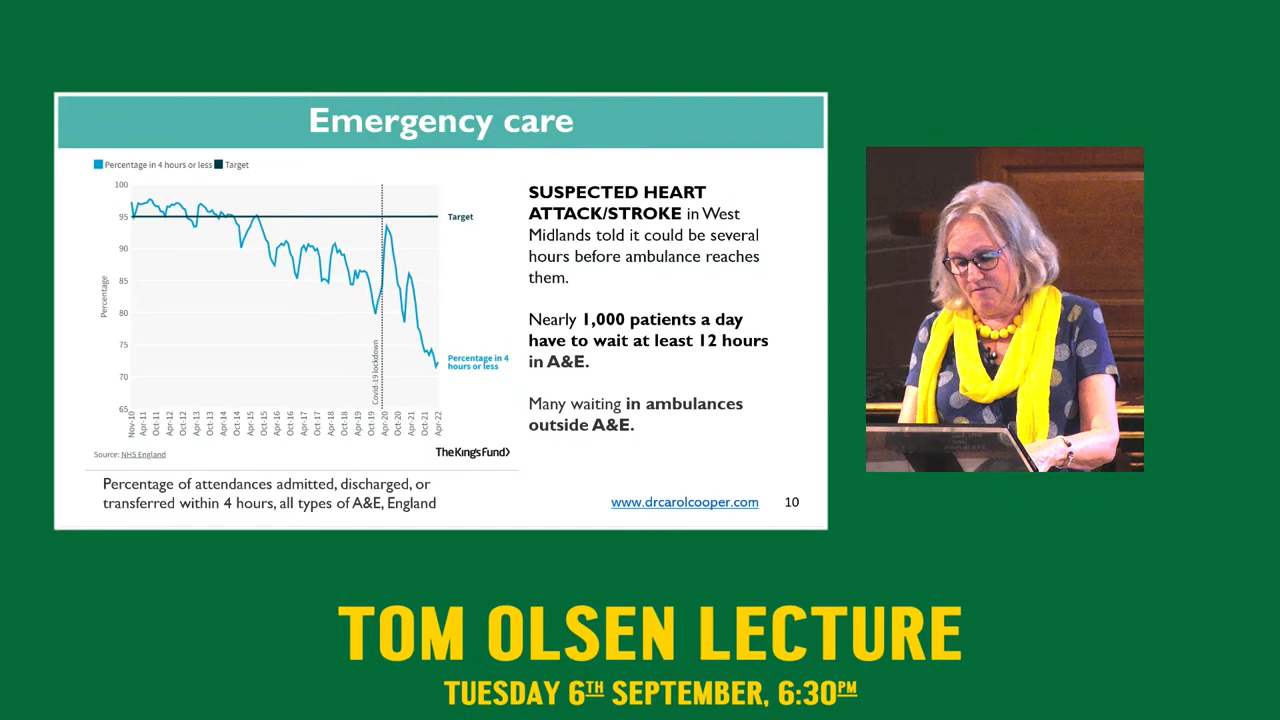 Emergency care
Percentage in 4 hours or less Target
100
95
90
85
80
75
70
65
Percentage
Target
Covid-19 lockdown
Percentage in 4
hours or less
Nov-10
Apr-11
Oct-11
Apr-12
Oct-12
Apr-13
Oct-13
Apr-14
Oct-14
Apr-15
Oct-15
Apr-16
Oct-16
Apr-17
Oct-17
Apr-18
Oct-18
Apr-19
Oct-19
Apr-20
Oct-20
Apr-21
Oct-21
Apr-22
Source: NHS England
TheKingsFund>
Percentage of attendances admitted, discharged, or
transferred within 4 hours, all types of A&E, England
SUSPECTED HEART
ATTACK/STROKE in West
Midlands told it could be several
hours before ambulance reaches
them.
Nearly 1,000 patients a day
have to wait at least 12 hours
in A&E.
Many waiting in ambulances
outside A&E.
www.drcarolcooper.com 10
TOM OLSEN LECTURE
TUESDAY 6TH SEPTEMBER, 6:30PM